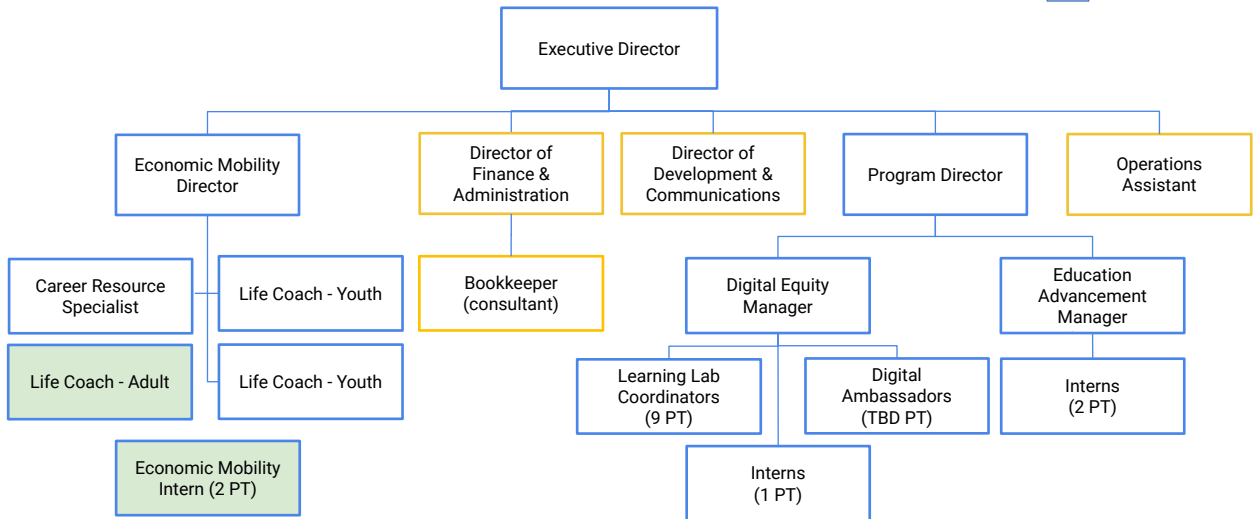 Executive Director
Economic Mobility
Director
Director of
Finance &
Administration
Director of
Development &
Communications
Program Director
Operations
Assistant
Career Resource
Specialist
Life Coach - Youth
Bookkeeper
(consultant)
Digital Equity
Manager
Education
Advancement
Manager
Life Coach - Adult
Life Coach - Youth
Learning Lab
Coordinators
(9 PT)
Digital
Ambassadors
(TBD PT)
Interns
(2 PT)
Economic Mobility
Intern (2 PT)
Interns
(1 PT)